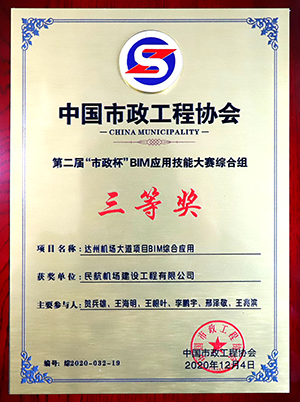 中国市政工程协会
CHINA MUNICIPALITY
第二届“市政杯”BIM应用技能大赛综合组
三等奖
项目名称：达州机场大道项目BIM综合应用
获奖单位：民航机场建设工程有限公司
主要参与人：贺兵雄、王海明、王帼叶、李鹏宇、邢泽敬、王兆滨
中国市政工程协会
编号：综2020-032-19
2020年12月4日